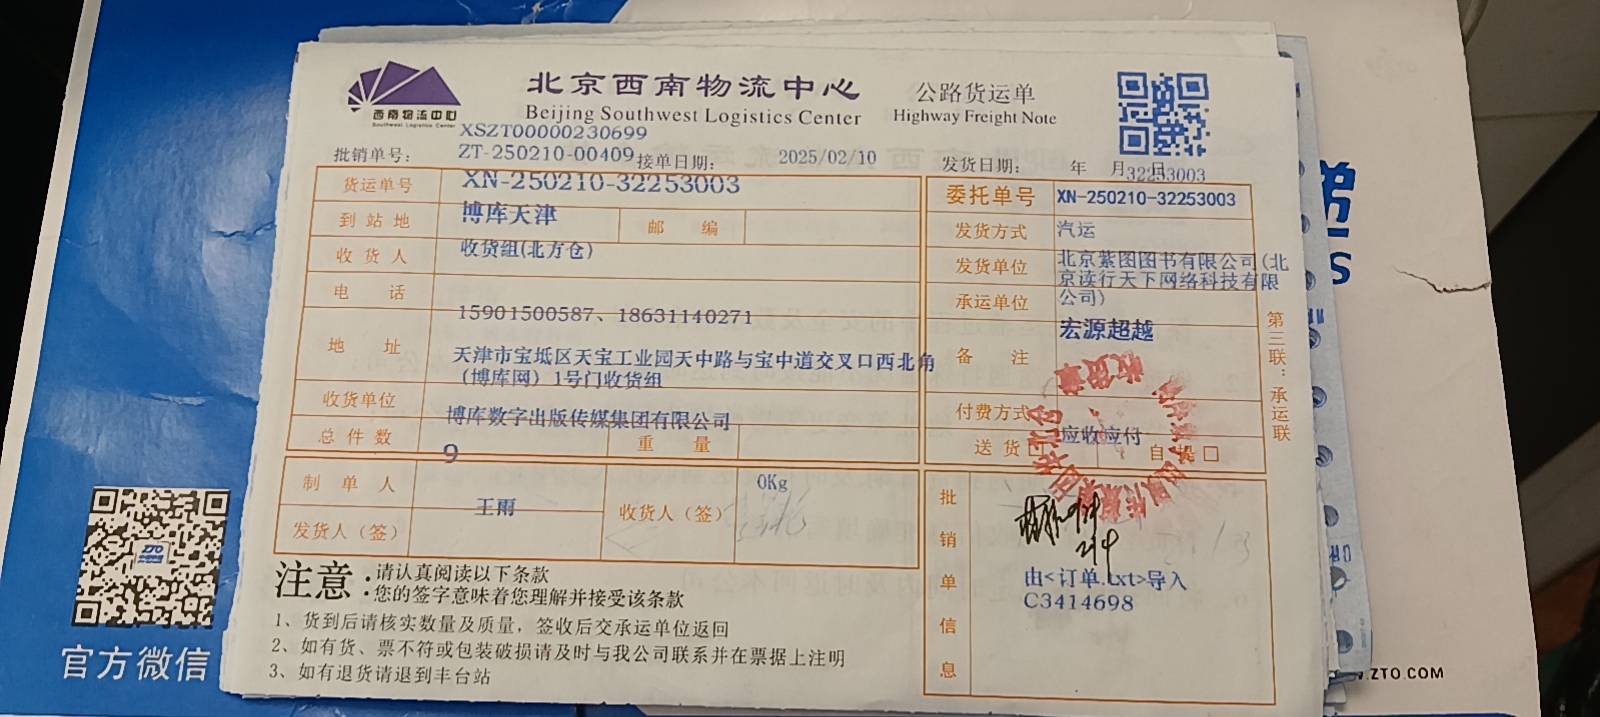 西南物流中心
Southwest Logistics Center
北京西南物流中心
Beijing Southwest Logistics Center
公路货运单
Highway Freight Note
XSZT00000230699
批销单号: ZT-250210-00409 接单日期: 2025/02/10 发货日期: 年 月 日
32253003
货运单号 XN-250210-32253003
委托单号 XN-250210-32253003
到站地 博库天津 邮编
发货方式 汽运
收货人 收货组(北方仓)
发货单位 北京紫图图书有限公司(北
京读行天下网络科技有限
公司)
电话 15901500587、18631140271
承运单位 宏源超越
地址 天津市宝坻区天宝工业园天中路与宝中道交叉口西北角
(博库网) 1号门收货组
备注
收货单位 博库数字出版传媒集团有限公司
付费方式 应收应付
总件数 9 重量 0Kg
送货□ 自提□
制单人 王雨
收货人(签)
发货人(签)
批销单信息
2.14
由<订单.txt>导入
C3414698
第三联:承运联
注意:
请认真阅读以下条款
您的签字意味着您理解并接受该条款
1、货到后请核实数量及质量,签收后交承运单位返回
2、如有货、票不符或包装破损请及时与我公司联系并在票据上注明
3、如有退货请退到丰台站
ZTO
官方微信
递
S
.ZTO.COM